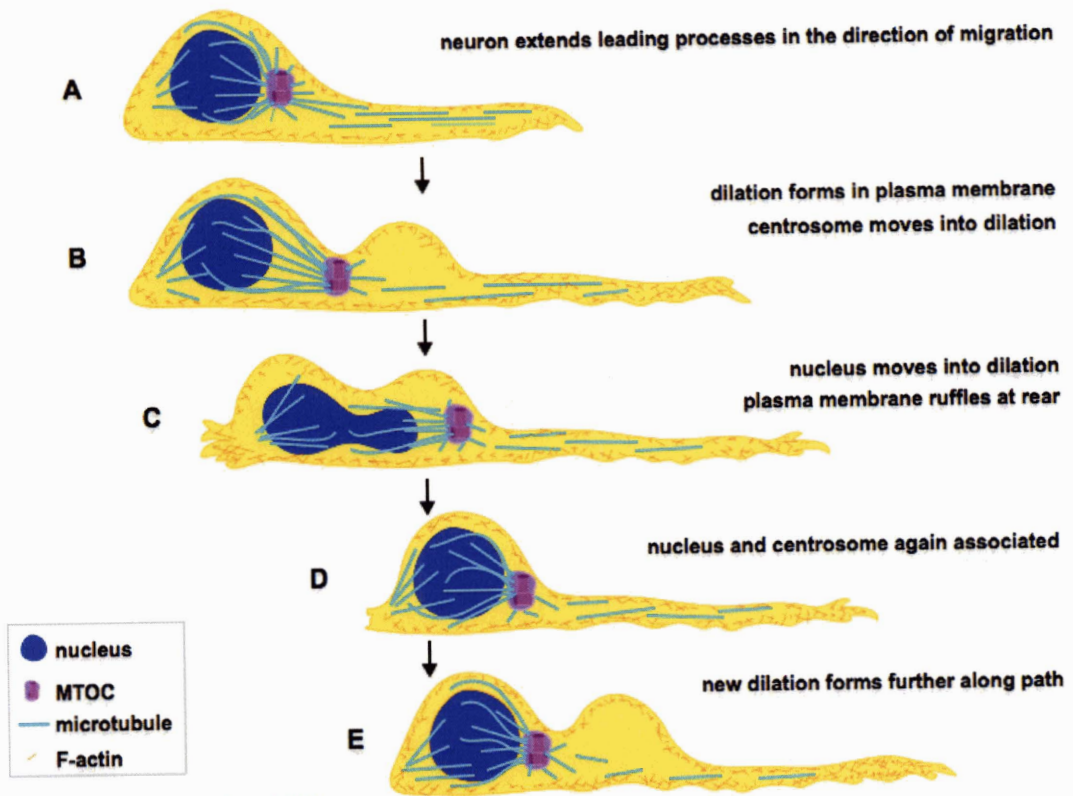 neuron extends leading processes in the direction of migration
A
dilation forms in plasma membrane
centrosome moves into dilation
B
nucleus moves into dilation
plasma membrane ruffles at rear
C
nucleus and centrosome again associated
D
new dilation forms further along path
E
nucleus
MTOC
microtubule
F-actin